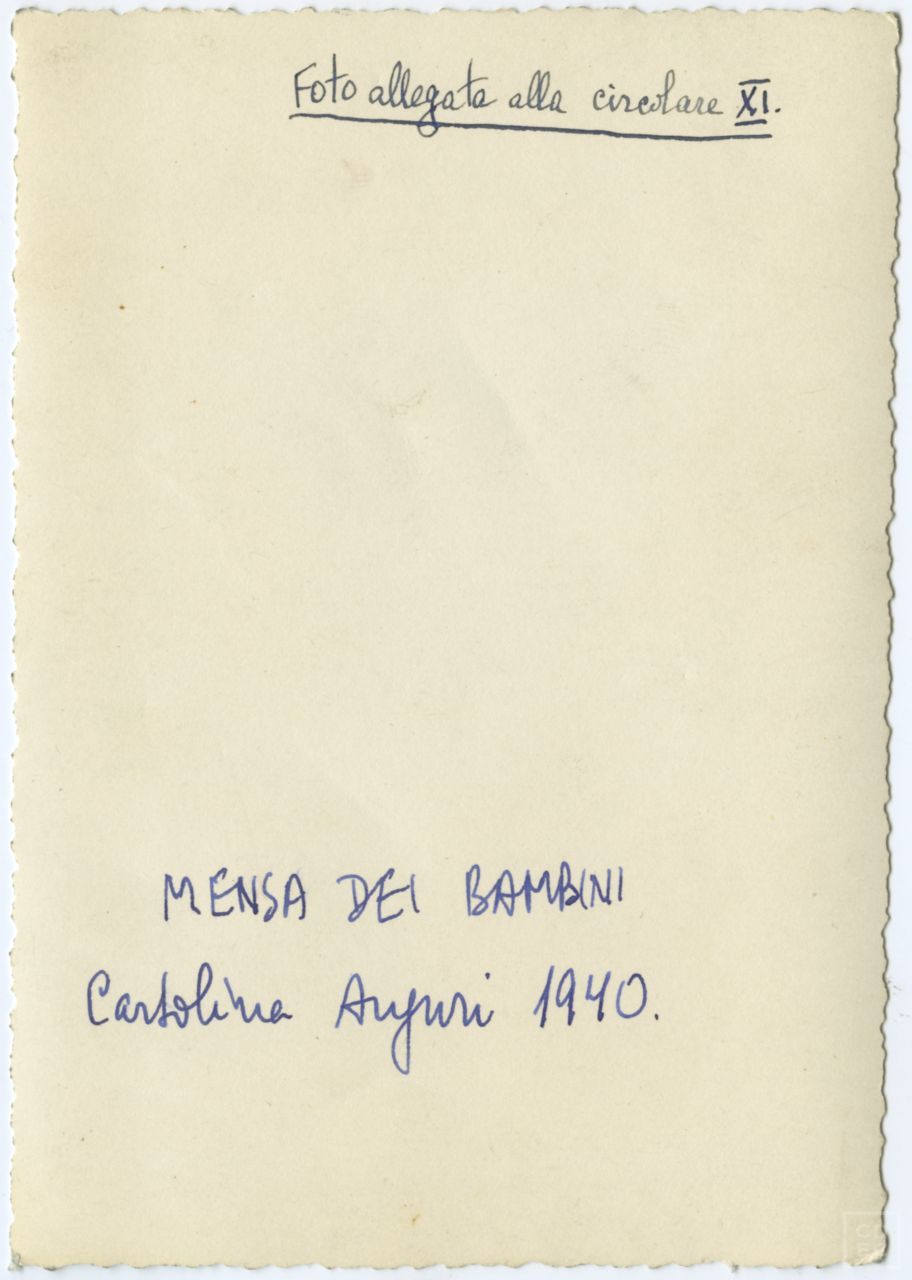 Foto allegata alla circolare XI.
MENSA DEI BAMBINI
Cartolina Auguri 1940.